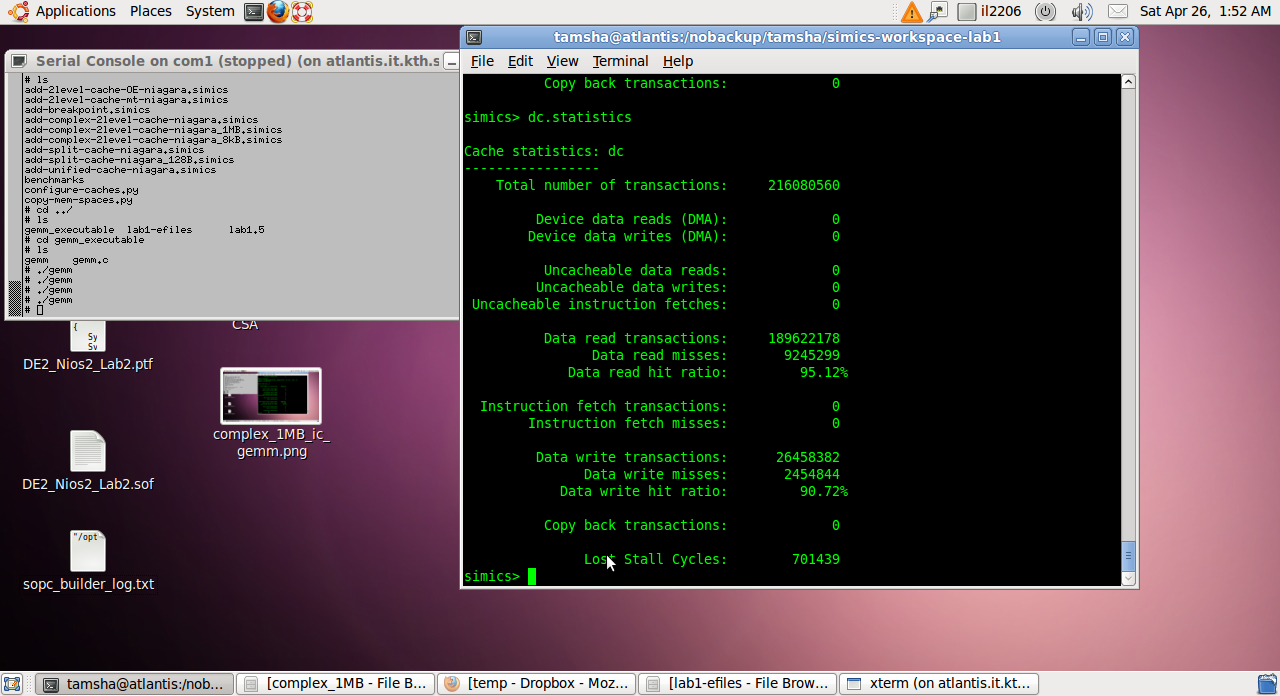 Applications Places System il2206 Sat Apr 26, 1:52 AM
Serial Console on com1 (stopped) (on atlantis.it.kth.s
# ls
add-2level-cache-OE-niagara.simics
add-2level-cache-mt-niagara.simics
add-breakpoint.simics
add-complex-2level-cache-niagara.simics
add-complex-2level-cache-niagara_1MB.simics
add-complex-2level-cache-niagara_8kB.simics
add-split-cache-niagara.simics
add-split-cache-niagara_128B.simics
add-unified-cache-niagara.simics
benchmarks
configure-caches.py
copy-mem-spaces.py
# cd ../
# ls
gemm_executable lab1-efiles lab1.5
# cd gemm_executable
# ls
gemm gemm.c
# ./gemm
# ./gemm
# ./gemm
# ./gemm
#
tamsha@atlantis:/nobackup/tamsha/simics-workspace-lab1
File Edit View Terminal Help
Copy back transactions: 0
simics> dc.statistics
Cache statistics: dc
-----------------
Total number of transactions: 216080560
Device data reads (DMA): 0
Device data writes (DMA): 0
Uncacheable data reads: 0
Uncacheable data writes: 0
Uncacheable instruction fetches: 0
Data read transactions: 189622178
Data read misses: 9245299
Data read hit ratio: 95.12%
Instruction fetch transactions: 0
Instruction fetch misses: 0
Data write transactions: 26458382
Data write misses: 2454844
Data write hit ratio: 90.72%
Copy back transactions: 0
Lost Stall Cycles: 701439
simics>
CSA
{
Sy
Sv
DE2_Nios2_Lab2.ptf
complex_1MB_ic_
gemm.png
DE2_Nios2_Lab2.sof
"/opt
sopc_builder_log.txt
tamsha@atlantis:/nob... [complex_1MB - File B... [temp - Dropbox - Moz... [lab1-efiles - File Brow... xterm (on atlantis.it.kt...